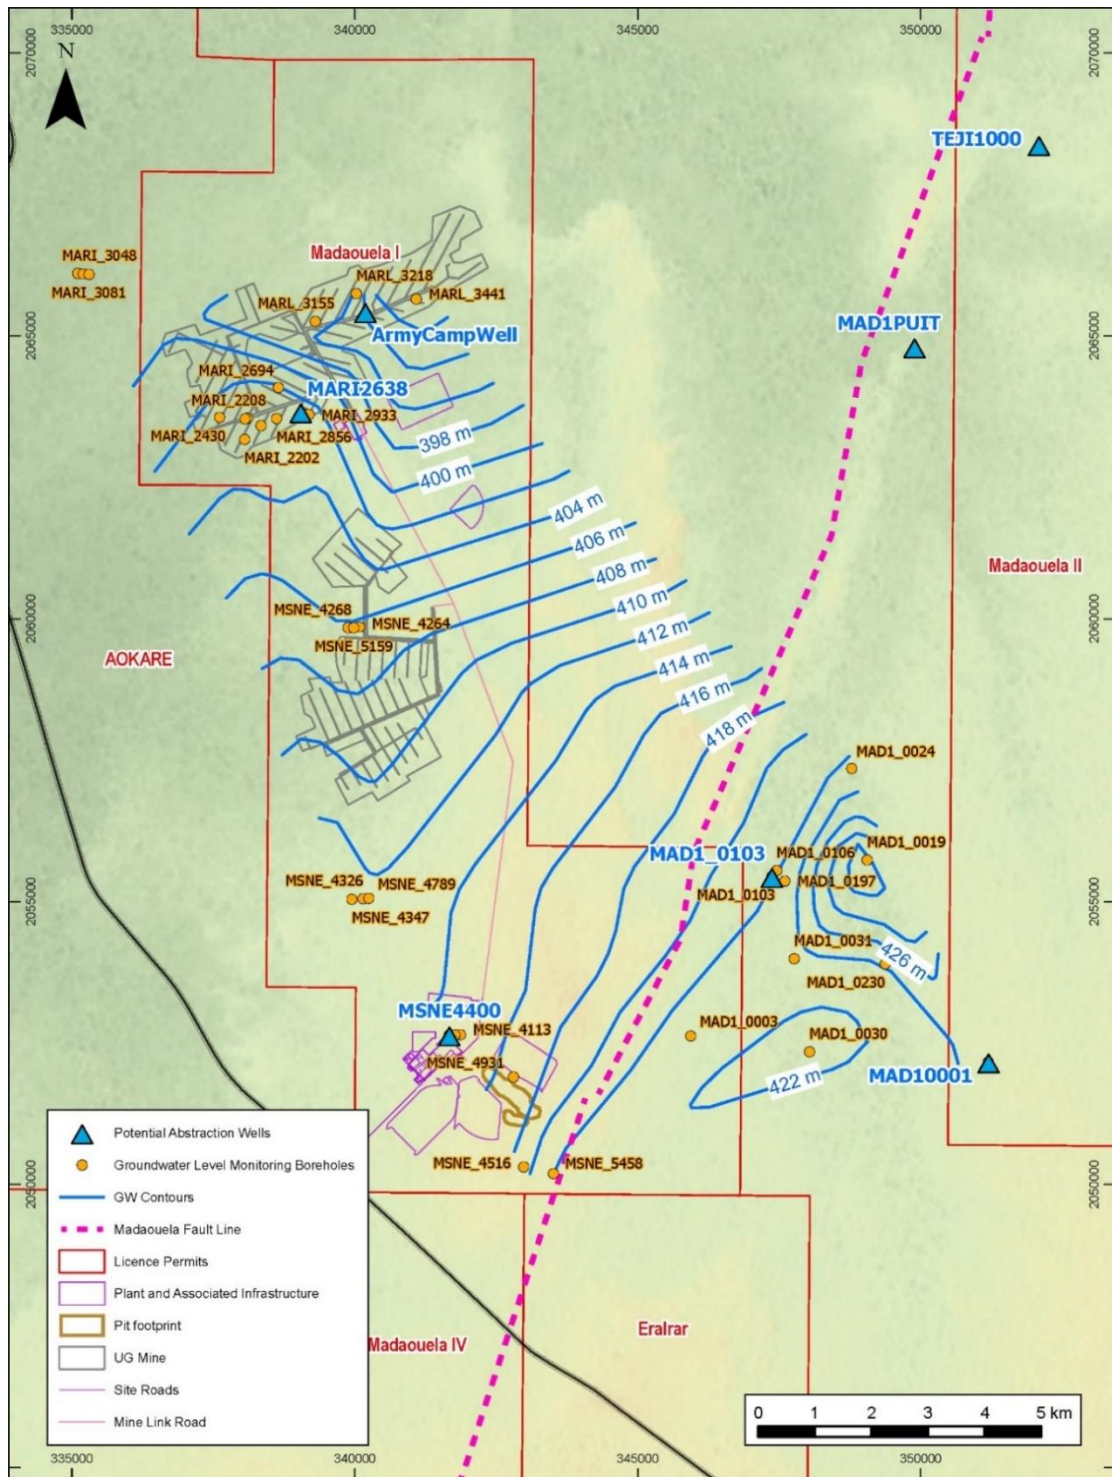 335000
340000
345000
350000
2070000
2070000
N
TEJI1000
MARI_3048
MARI_3081
Madaouela I
MARL_3218
MARL_3155
MARL_3441
ArmyCampWell
MAD1PUIT
2065000
2065000
MARI_2694
MARI2638
MARI_2208
MARI_2933
MARI_2430
MARI_2856
MARI_2202
398 m
400 m
404 m
406 m
408 m
410 m
412 m
414 m
416 m
418 m
Madaouela II
2060000
2060000
MSNE_4268
MSNE_4264
MSNE_5159
AOKARE
MAD1_0024
MAD1_0103
MAD1_0106
MAD1_0019
MAD1_0197
MAD1_0103
2055000
2055000
MSNE_4326
MSNE_4789
MSNE_4347
MAD1_0031
426 m
MAD1_0230
MSNE4400
MSNE_4113
MAD1_0003
MAD1_0030
MSNE_4931
422 m
MAD10001
MSNE_4516
MSNE_5458
2050000
2050000
Madaouela IV
Eralrar
Potential Abstraction Wells
Groundwater Level Monitoring Boreholes
GW Contours
Madaouela Fault Line
Licence Permits
Plant and Associated Infrastructure
Pit footprint
UG Mine
Site Roads
Mine Link Road
0 1 2 3 4 5 km
335000
340000
345000
350000